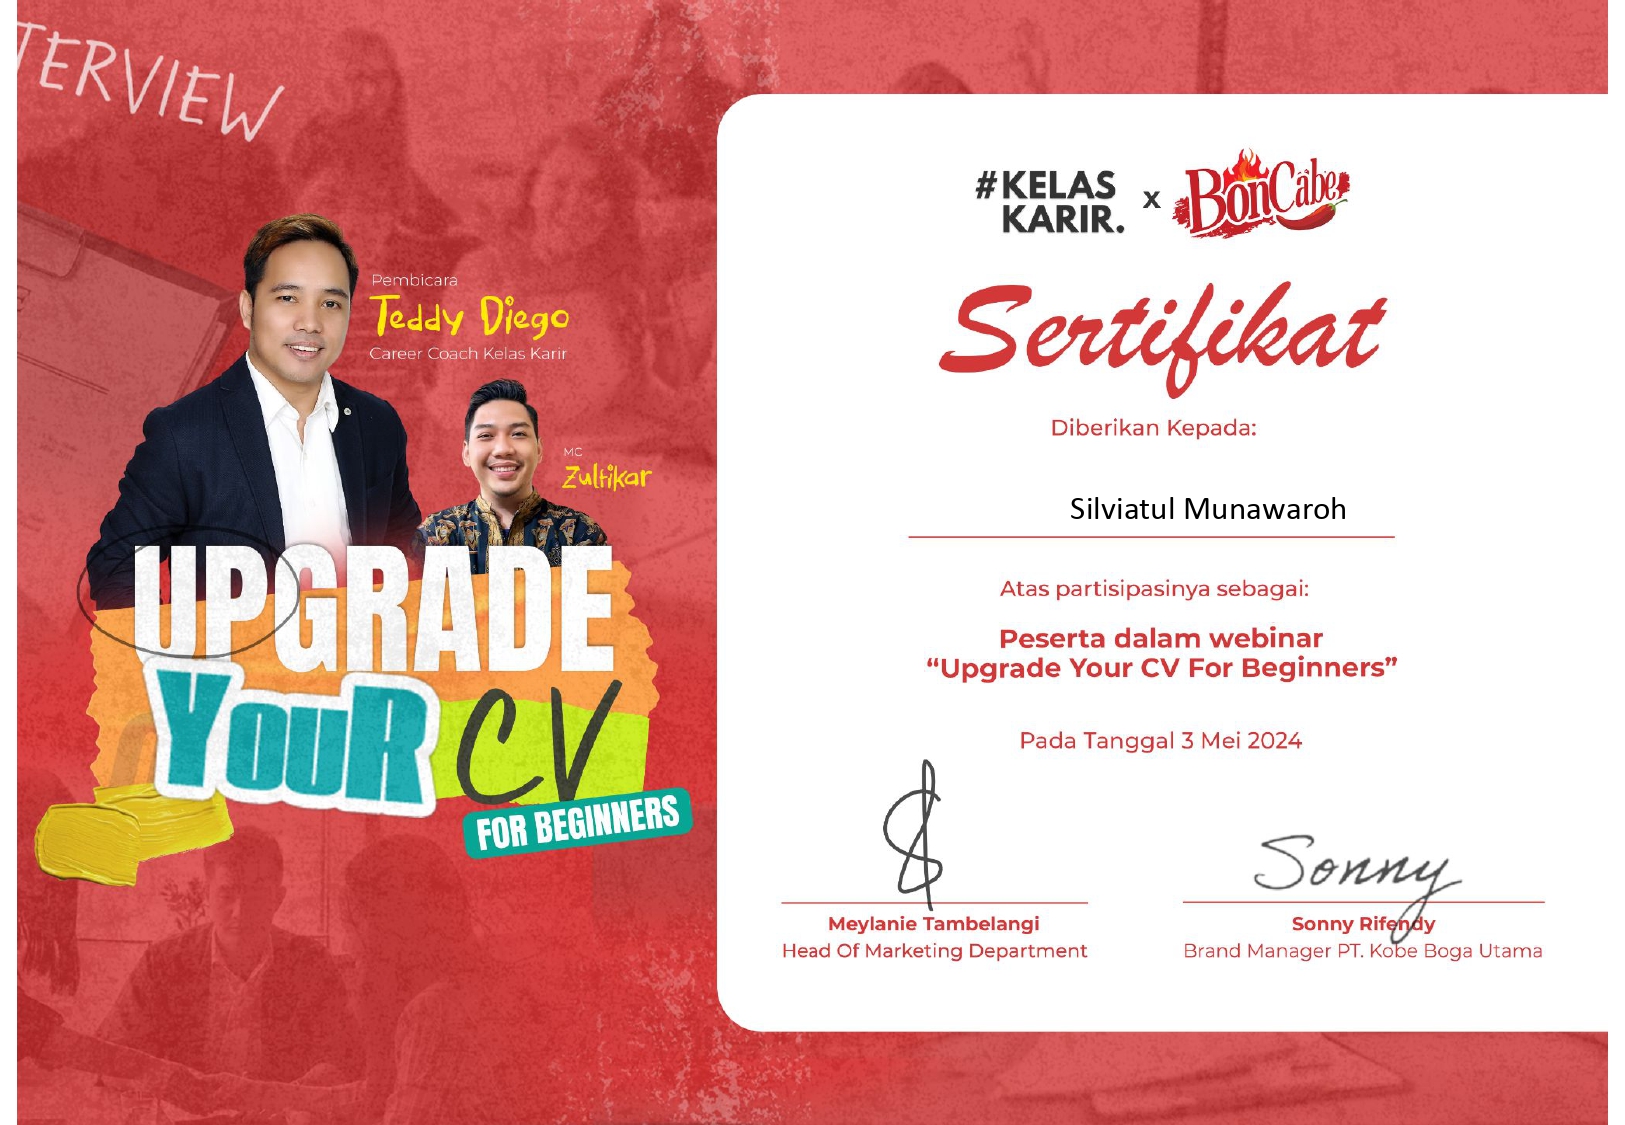 TERVIEW
Pembicara
Teddy Diego
Career Coach Kelas Karir
MC
Zulfikar
UPGRADE
YOUR CV
FOR BEGINNERS
#KELAS
KARIR.
x
BonCabe
Sertifikat
Diberikan Kepada:
Silviatul Munawaroh
Atas partisipasinya sebagai:
Peserta dalam webinar
“Upgrade Your CV For Beginners”
Pada Tanggal 3 Mei 2024
Sonny
Meylanie Tambelangi
Head Of Marketing Department
Sonny Rifendy
Brand Manager PT. Kobe Boga Utama